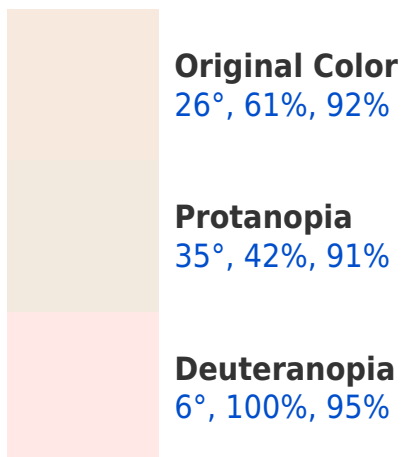 Original Color
26°, 61%, 92%
Protanopia
35°, 42%, 91%
Deuteranopia
6°, 100%, 95%